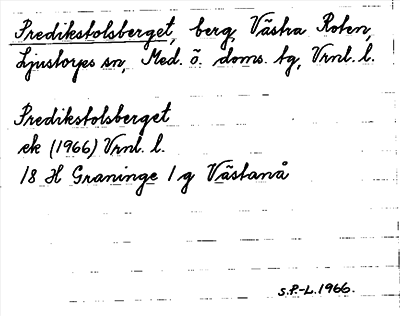 Predikstolsberget, berg, Västra Roten,
Ljustorps sn, Med. ö. doms. tg, Vrnl. l.
Predikstolsberget
ek (1966) Vrnl. l.
18 H Graninge 1 g Västanå
S.P.-L. 1966.